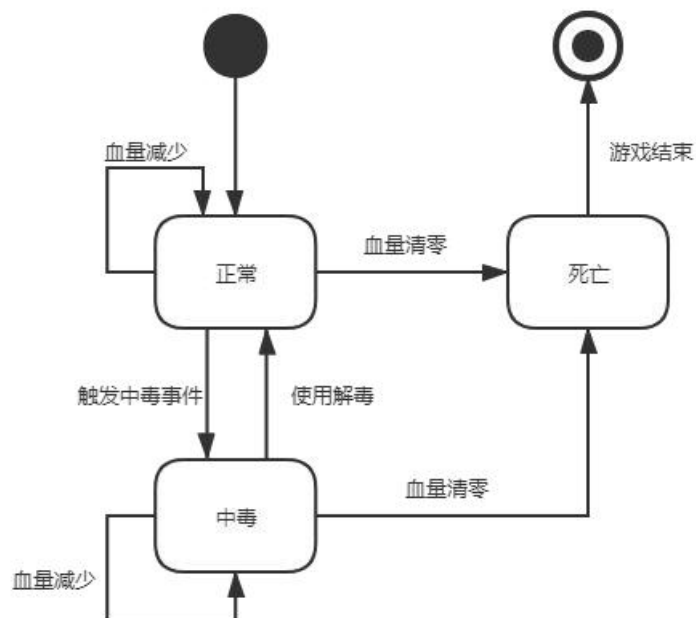 血量减少
游戏结束
正常
血量清零
死亡
触发中毒事件
使用解毒
中毒
血量清零
血量减少